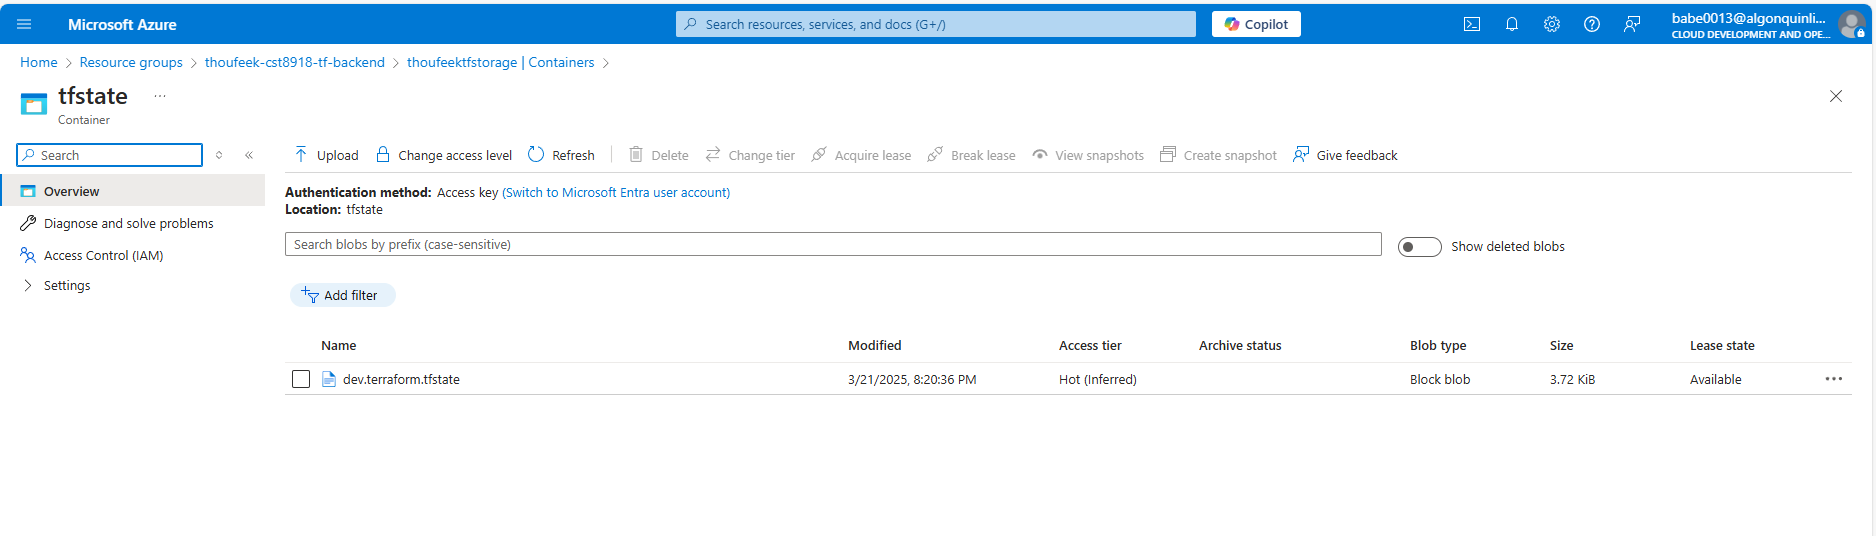 Microsoft Azure
Search resources, services, and docs (G+/)
Copilot
babe0013@algonquinli...
CLOUD DEVELOPMENT AND OPE...
Home > Resource groups > thoufeek-cst8918-tf-backend > thoufeektfstorage | Containers >
tfstate ...
Container
Search
Upload Change access level Refresh Delete Change tier Acquire lease Break lease View snapshots Create snapshot Give feedback
Overview
Diagnose and solve problems
Access Control (IAM)
Settings
Authentication method: Access key (Switch to Microsoft Entra user account)
Location: tfstate
Search blobs by prefix (case-sensitive)
Show deleted blobs
Add filter
Name Modified Access tier Archive status Blob type Size Lease state
dev.terraform.tfstate 3/21/2025, 8:20:36 PM Hot (Inferred) Block blob 3.72 KiB Available ...